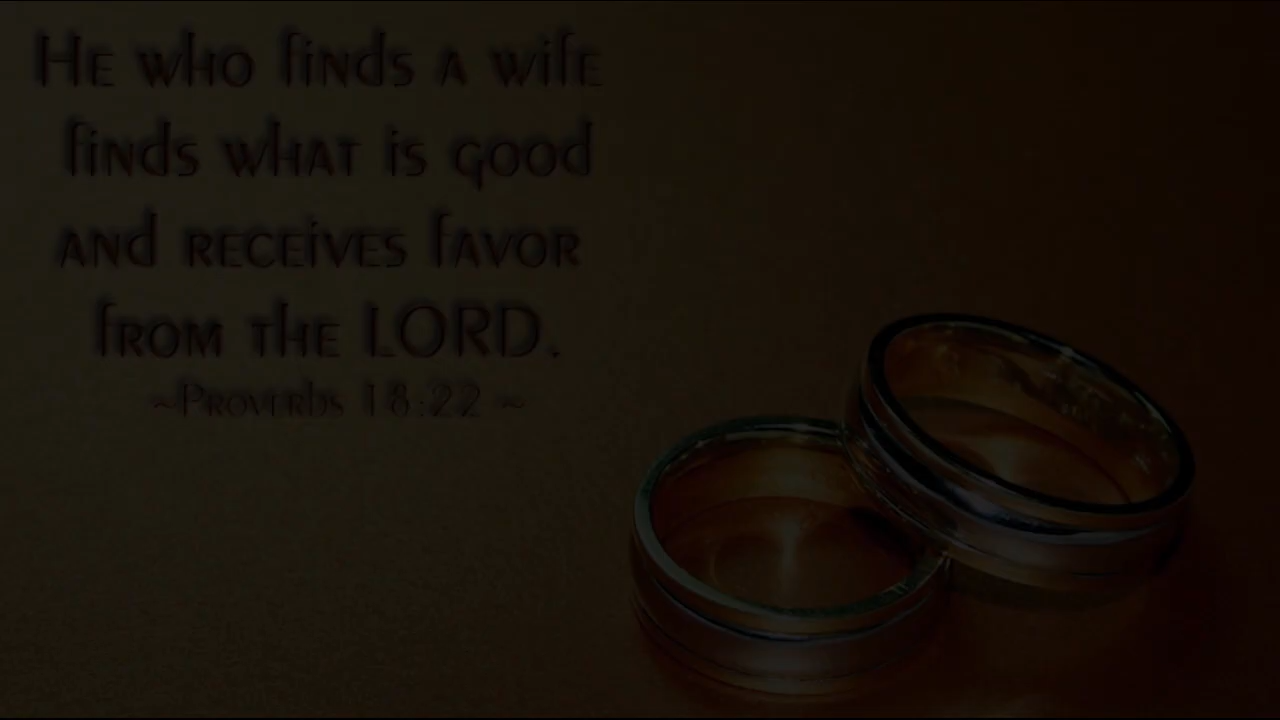 He who finds a wife
finds what is good
and receives favor
from the LORD.
~Proverbs 18:22 ~